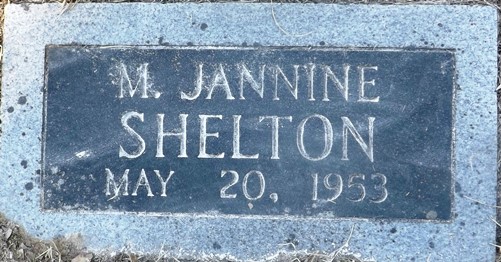 M. JANNINE
SHELTON
MAY 20, 1953